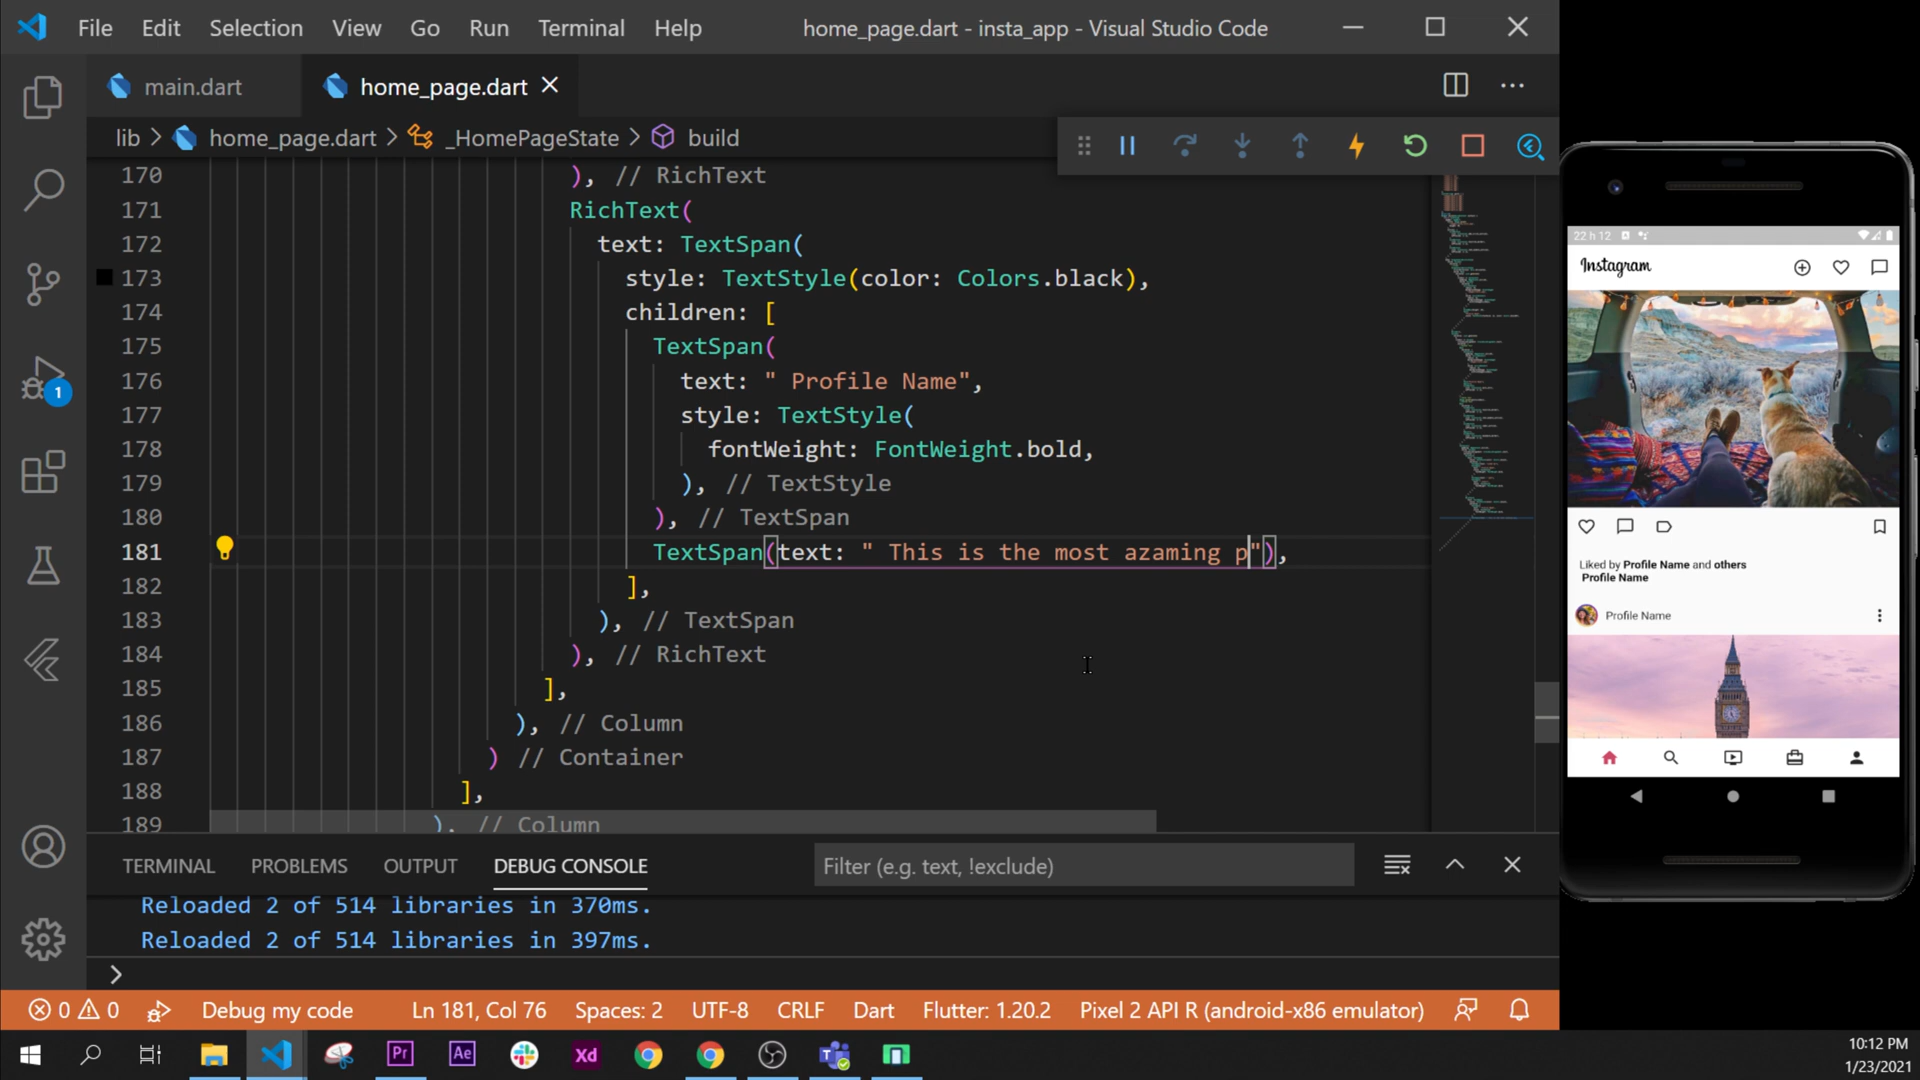 File Edit Selection View Go Run Terminal Help home_page.dart - insta_app - Visual Studio Code
main.dart home_page.dart
lib > home_page.dart > _HomePageState > build
170 ), // RichText
171 RichText(
172 text: TextSpan(
173 style: TextStyle(color: Colors.black),
174 children: [
175 TextSpan(
176 text: " Profile Name",
177 style: TextStyle(
178 fontWeight: FontWeight.bold,
179 ), // TextStyle
180 ), // TextSpan
181 TextSpan(text: " This is the most azaming p"),
182 ],
183 ), // TextSpan
184 ), // RichText
185 ],
186 ), // Column
187 ) // Container
188 ],
189 ), // Column
1
TERMINAL PROBLEMS OUTPUT DEBUG CONSOLE Filter (e.g. text, !exclude)
Reloaded 2 of 514 libraries in 370ms.
Reloaded 2 of 514 libraries in 397ms.
>
0 0 Debug my code Ln 181, Col 76 Spaces: 2 UTF-8 CRLF Dart Flutter: 1.20.2 Pixel 2 API R (android-x86 emulator)
Pr Ae Xd
10:12 PM
1/23/2021
22 h 12
Instagram
Liked by Profile Name and others
Profile Name
Profile Name